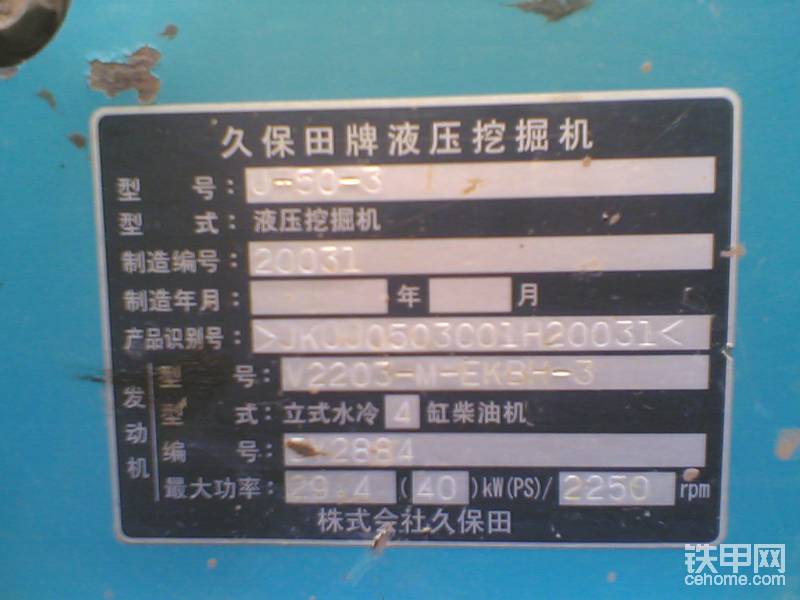 久保田牌液压挖掘机
型 号：U-50-3
型 式：液压挖掘机
制造编号：20031
制造年月： 年 月
产品识别号：>JKUJ0503C01H20031<
发动机
型 号：V2203-M-EKBH-3
型 式：立式水冷 4 缸柴油机
编 号：2884
最大功率：29.4 (40)kW(PS)/2250 rpm
株式会社久保田
铁甲网
cehome.com